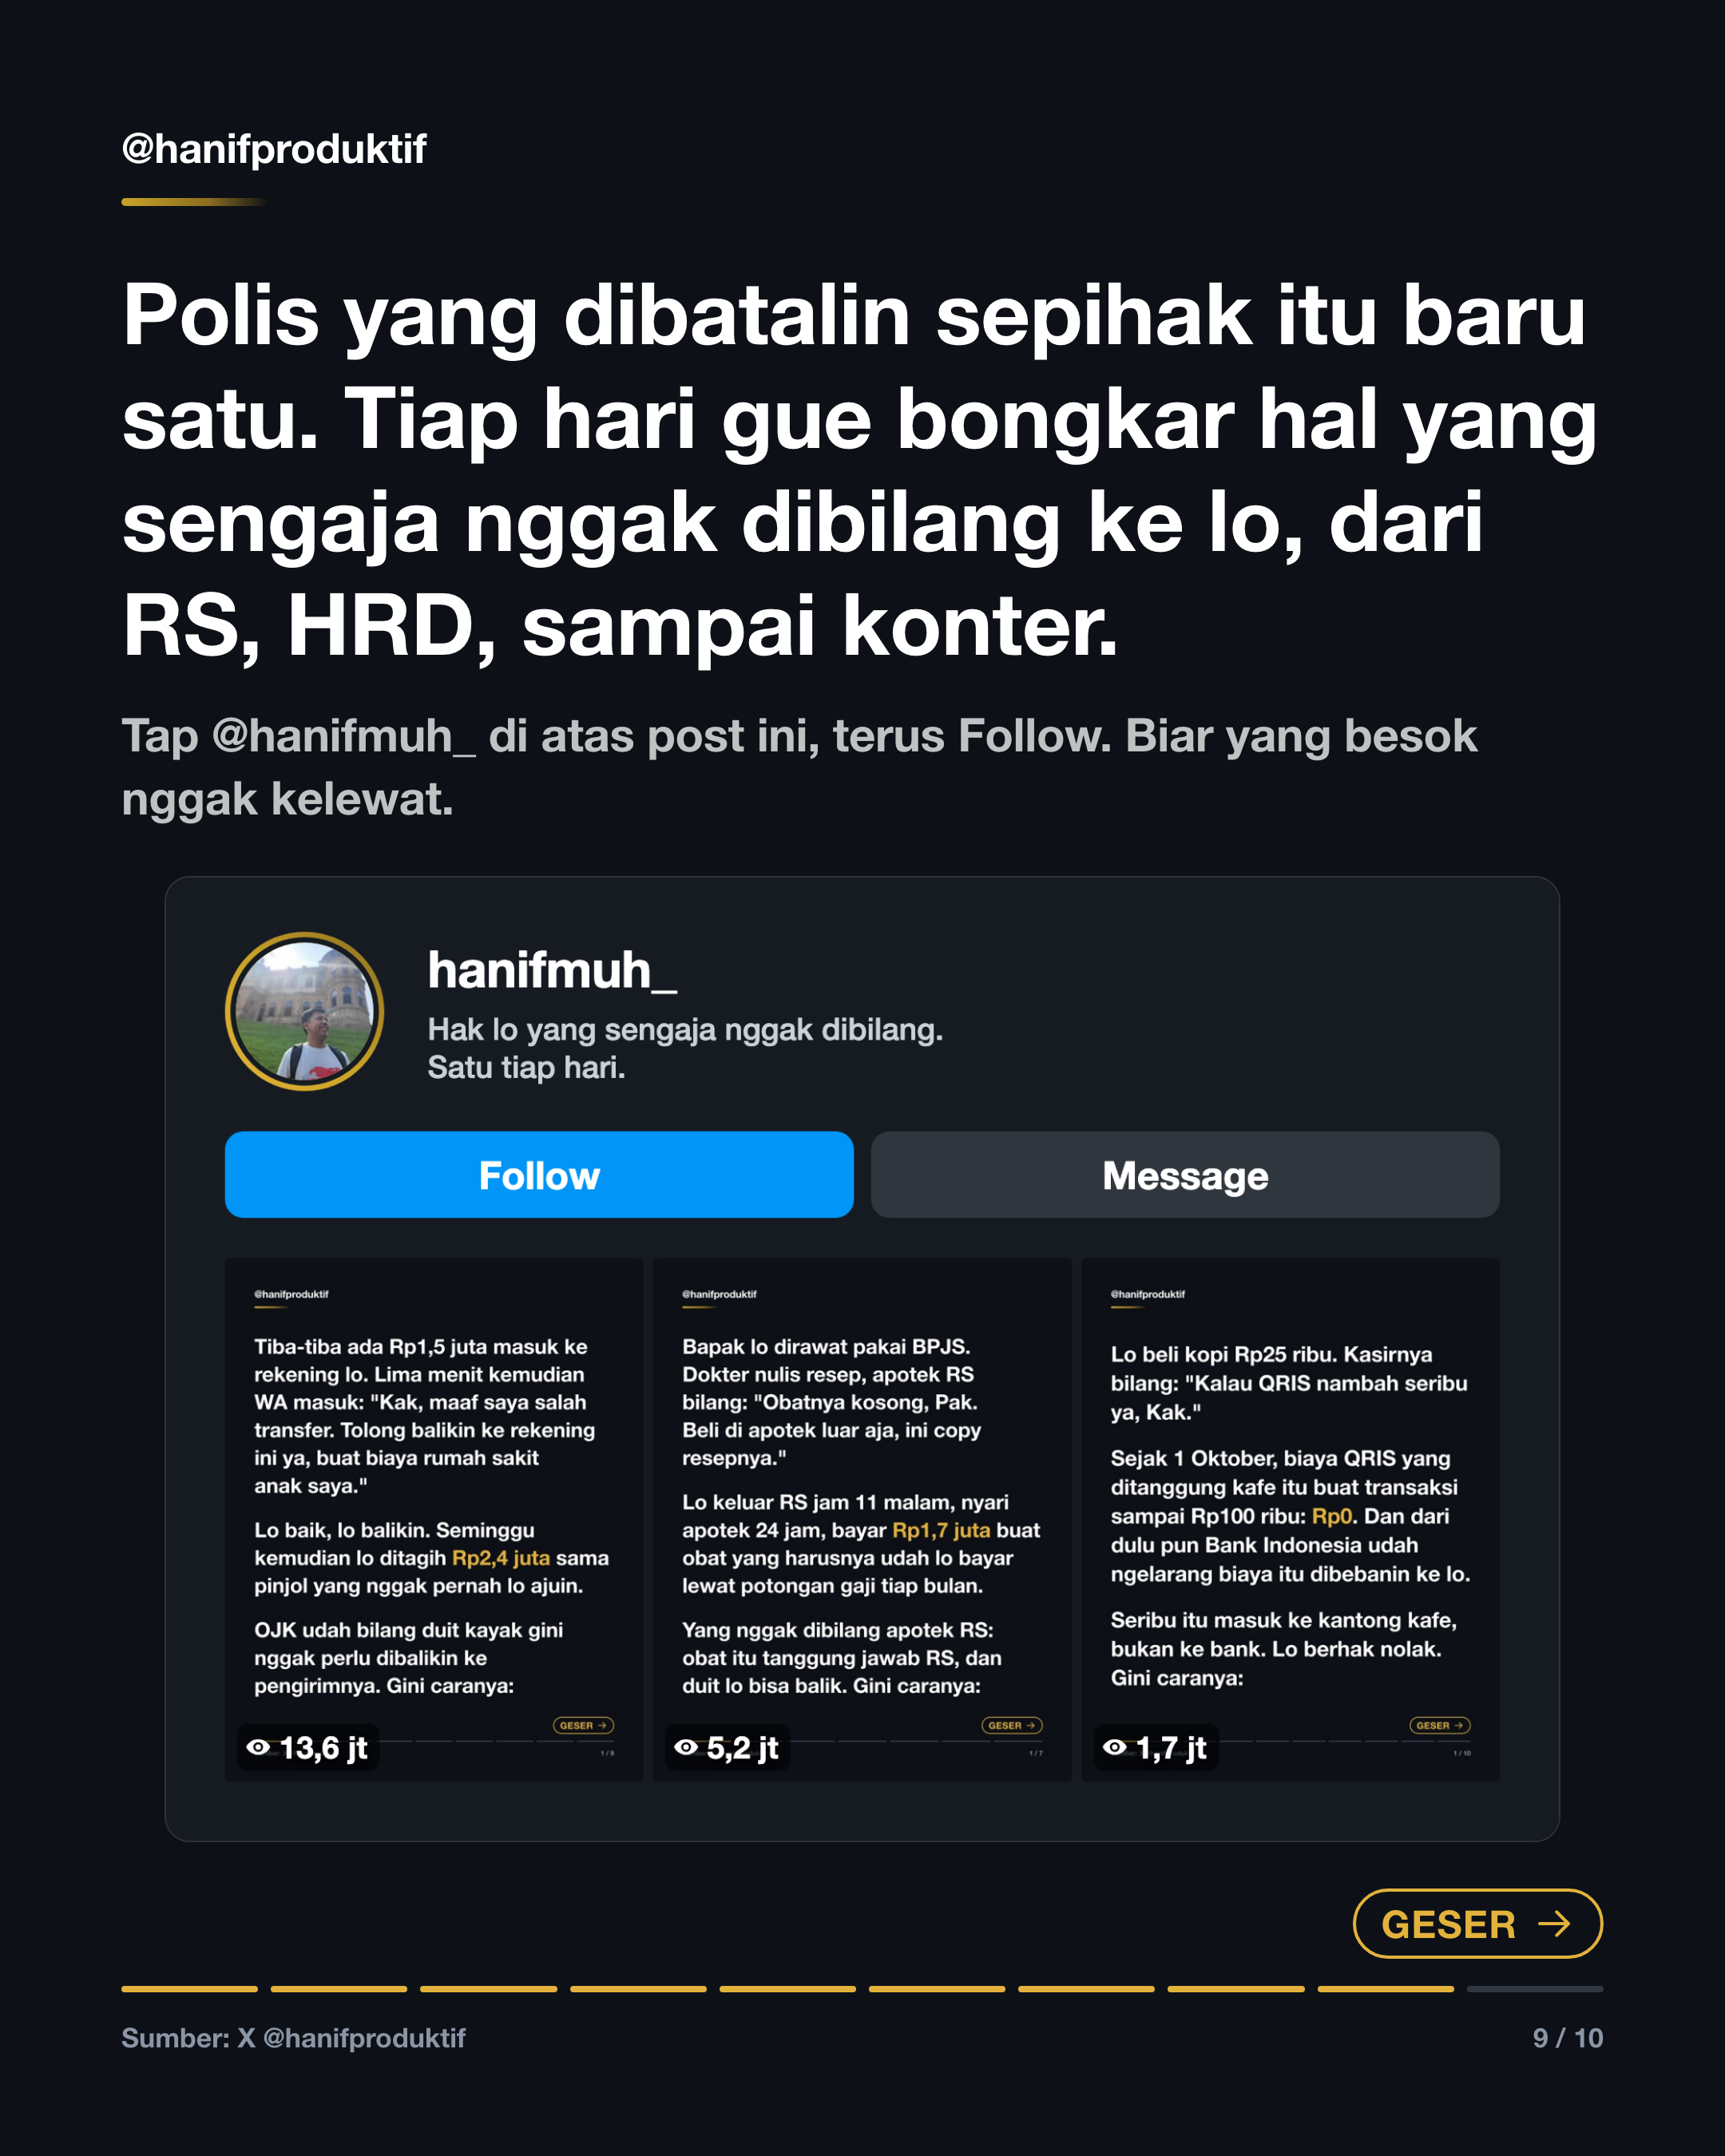 @hanifproduktif
Polis yang dibatalin sepihak itu baru
satu. Tiap hari gue bongkar hal yang
sengaja nggak dibilang ke lo, dari
RS, HRD, sampai konter.
Tap @hanifmuh_ di atas post ini, terus Follow. Biar yang besok
nggak kelewat.
hanifmuh_
Hak lo yang sengaja nggak dibilang.
Satu tiap hari.
Follow
Message
@hanifproduktif
Tiba-tiba ada Rp1,5 juta masuk ke
rekening lo. Lima menit kemudian
WA masuk: "Kak, maaf saya salah
transfer. Tolong balikin ke rekening
ini ya, buat biaya rumah sakit
anak saya."
Lo baik, lo balikin. Seminggu
kemudian lo ditagih Rp2,4 juta sama
pinjol yang nggak pernah lo ajuin.
OJK udah bilang duit kayak gini
nggak perlu dibalikin ke
pengirimnya. Gini caranya:
GESER →
13,6 jt
1 / 8
@hanifproduktif
Bapak lo dirawat pakai BPJS.
Dokter nulis resep, apotek RS
bilang: "Obatnya kosong, Pak.
Beli di apotek luar aja, ini copy
resepnya."
Lo keluar RS jam 11 malam, nyari
apotek 24 jam, bayar Rp1,7 juta buat
obat yang harusnya udah lo bayar
lewat potongan gaji tiap bulan.
Yang nggak dibilang apotek RS:
obat itu tanggung jawab RS, dan
duit lo bisa balik. Gini caranya:
GESER →
5,2 jt
1 / 7
@hanifproduktif
Lo beli kopi Rp25 ribu. Kasirnya
bilang: "Kalau QRIS nambah seribu
ya, Kak."
Sejak 1 Oktober, biaya QRIS yang
ditanggung kafe itu buat transaksi
sampai Rp100 ribu: Rp0. Dan dari
dulu pun Bank Indonesia udah
ngelarang biaya itu dibebanin ke lo.
Seribu itu masuk ke kantong kafe,
bukan ke bank. Lo berhak nolak.
Gini caranya:
GESER →
1,7 jt
1 / 10
GESER →
Sumber: X @hanifproduktif
9 / 10